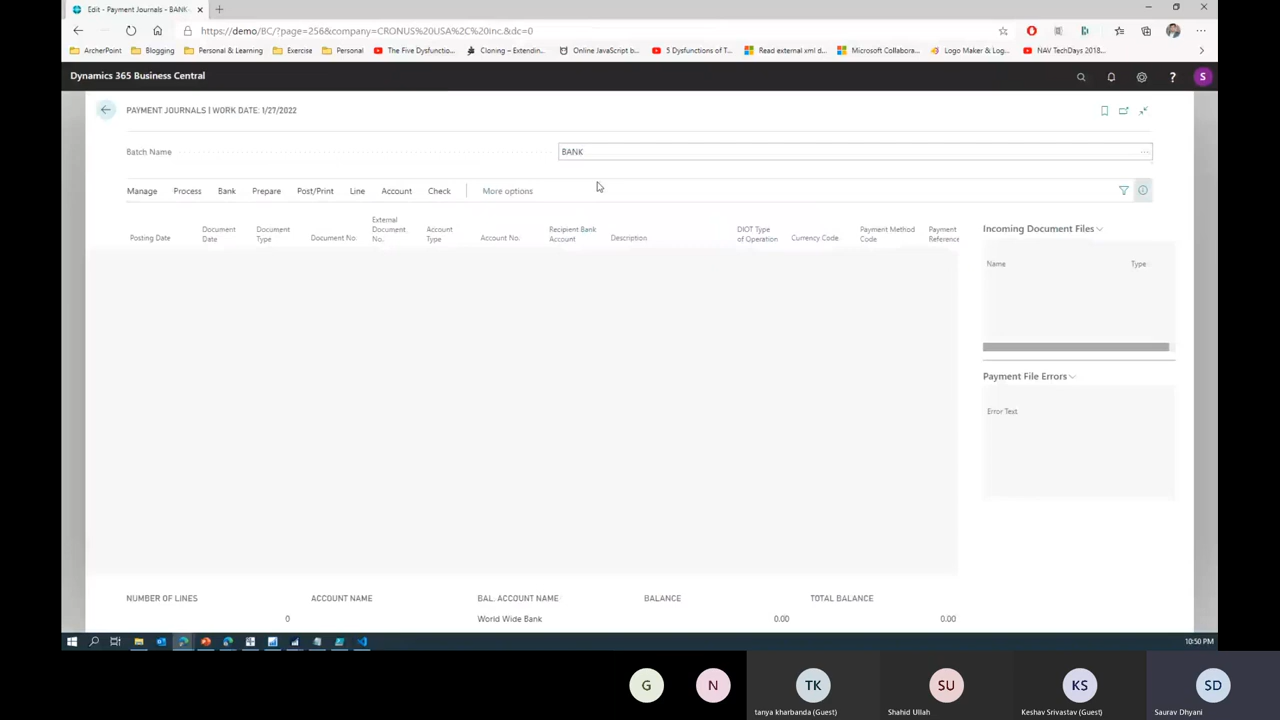 Edit - Payment Journals - BANK -
https://demo/BC/?page=256&company=CRONUS%20USA%2C%20Inc.&dc=0
ArcherPoint Blogging Personal & Learning Exercise Personal The Five Dysfunctio... Cloning – Extendin... Online JavaScript b... 5 Dysfunctions of T... Read external xml d... Microsoft Collabora... Logo Maker & Log... NAV TechDays 2018...
Dynamics 365 Business Central
S
PAYMENT JOURNALS | WORK DATE: 1/27/2022
Batch Name
BANK
Manage Process Bank Prepare Post/Print Line Account Check More options
Posting Date
Document
Date
Document
Type
Document No.
External
Document
No.
Account
Type
Account No.
Recipient Bank
Account
Description
DIOT Type
of Operation
Currency Code
Payment Method
Code
Payment
Reference
Incoming Document Files
Name Type
Payment File Errors
Error Text
NUMBER OF LINES ACCOUNT NAME BAL. ACCOUNT NAME BALANCE TOTAL BALANCE
0 World Wide Bank 0.00 0.00
10:50 PM
G N TK SU KS SD
tanya kharbanda (Guest) Shahid Ullah Keshav Srivastav (Guest) Saurav Dhyani